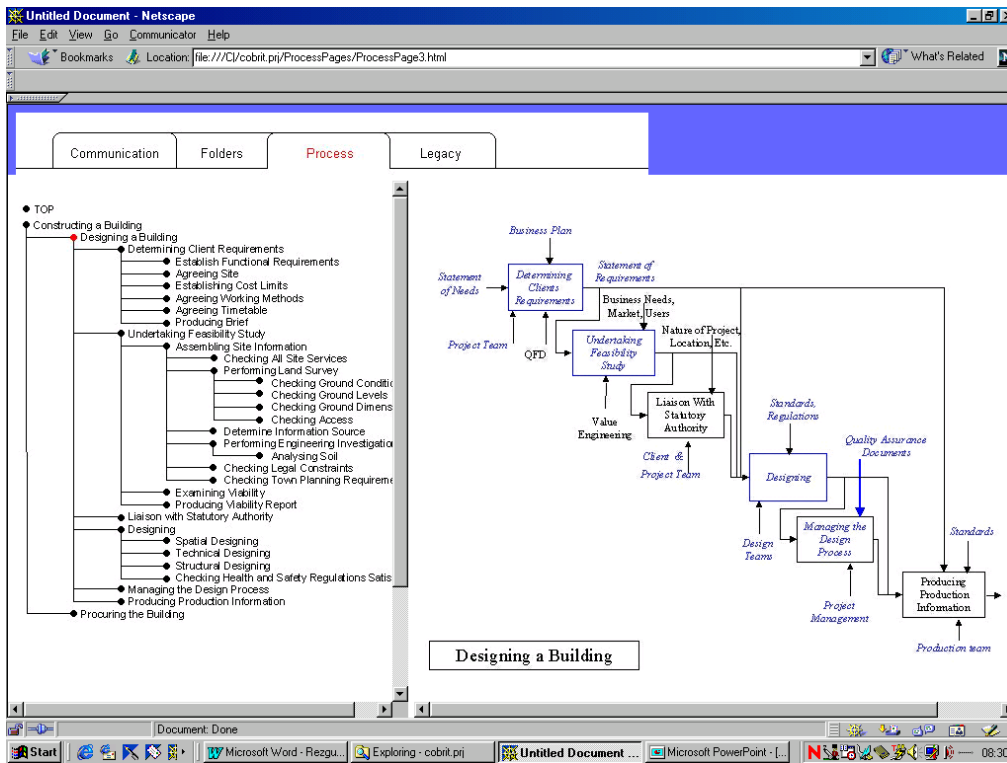 Untitled Document - Netscape
File Edit View Go Communicator Help
Bookmarks Location: file:///C|/cobrit.prj/ProcessPages/ProcessPage3.html What's Related
Communication Folders Process Legacy
TOP
Constructing a Building
Designing a Building
Determining Client Requirements
Establish Functional Requirements
Agreeing Site
Establishing Cost Limits
Agreeing Working Methods
Agreeing Timetable
Producing Brief
Undertaking Feasibility Study
Assembling Site Information
Checking All Site Services
Performing Land Survey
Checking Ground Conditic
Checking Ground Levels
Checking Ground Dimens
Checking Access
Determine Information Source
Performing Engineering Investigatio
Analysing Soil
Checking Legal Constraints
Checking Town Planning Requireme
Examining Viability
Producing Viability Report
Liaison with Statutory Authority
Designing
Spatial Designing
Technical Designing
Structural Designing
Checking Health and Safety Regulations Satis
Managing the Design Process
Producing Production Information
Procuring the Building
Business Plan
Statement
of Needs
Determining
Clients
Requirements
Statement of
Requirements
Project Team
QFD
Business Needs,
Market, Users
Undertaking
Feasibility
Study
Nature of Project,
Location, Etc.
Value
Engineering
Liaison With
Statutory
Authority
Client &
Project Team
Standards,
Regulations
Designing
Quality Assurance
Documents
Design
Teams
Managing the
Design
Process
Project
Management
Standards
Producing
Production
Information
Production team
Designing a Building
Document: Done
Start Microsoft Word - Rezgu... Exploring - cobrit.prj Untitled Document ... Microsoft PowerPoint - [... 08:30